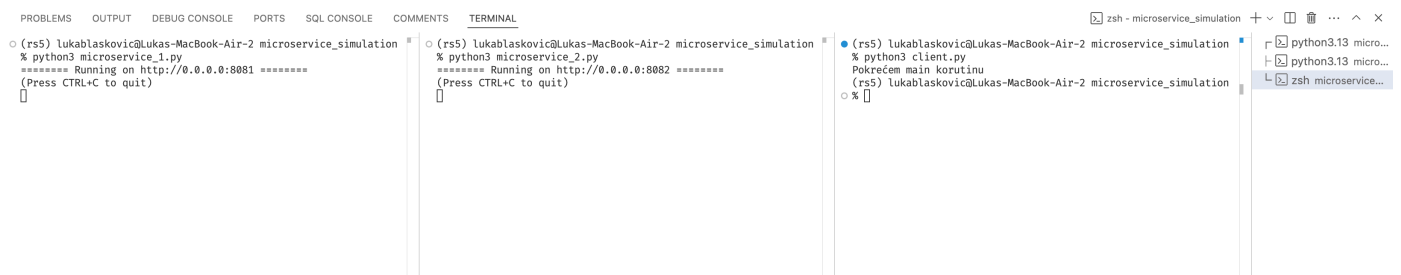 PROBLEMS OUTPUT DEBUG CONSOLE PORTS SQL CONSOLE COMMENTS TERMINAL
zsh - microservice_simulation
(rs5) lukablaskovic@Lukas-MacBook-Air-2 microservice_simulation
% python3 microservice_1.py
======== Running on http://0.0.0.0:8081 ========
(Press CTRL+C to quit)
(rs5) lukablaskovic@Lukas-MacBook-Air-2 microservice_simulation
% python3 microservice_2.py
======== Running on http://0.0.0.0:8082 ========
(Press CTRL+C to quit)
(rs5) lukablaskovic@Lukas-MacBook-Air-2 microservice_simulation
% python3 client.py
Pokrećem main korutinu
(rs5) lukablaskovic@Lukas-MacBook-Air-2 microservice_simulation
%
python3.13 micro...
python3.13 micro...
zsh microservice...